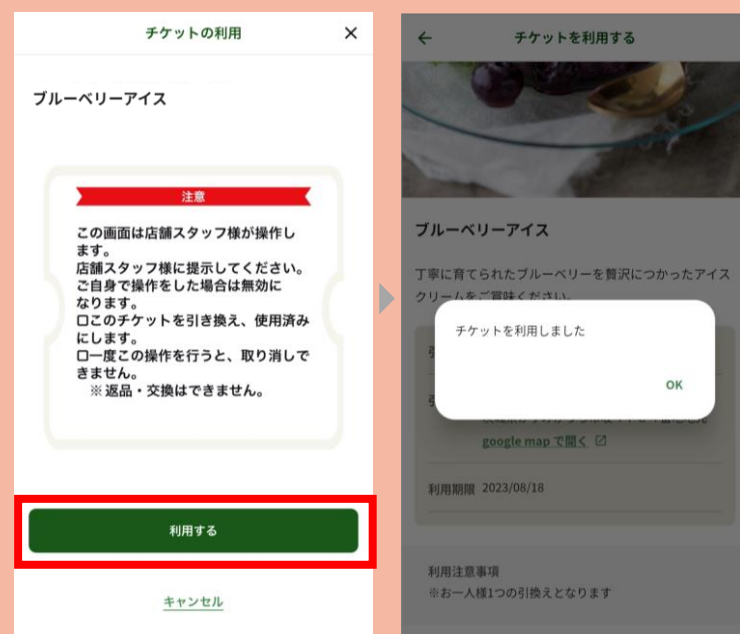 チケットの利用
ブルーベリーアイス
注意
この画面は店舗スタッフ様が操作し
ます。
店舗スタッフ様に提示してください。
ご自身で操作をした場合は無効に
なります。
口このチケットを引き換え、使用済み
にします。
口一度この操作を行うと、取り消しで
きません。
※返品・交換はできません。
利用する
キャンセル
チケットを利用する
ブルーベリーアイス
丁寧に育てられたブルーベリーを贅沢につかったアイス
クリームをご賞味ください。
チケットを利用しました
OK
google map で開く
利用期限 2023/08/18
利用注意事項
※お一人様1つの引換えとなります